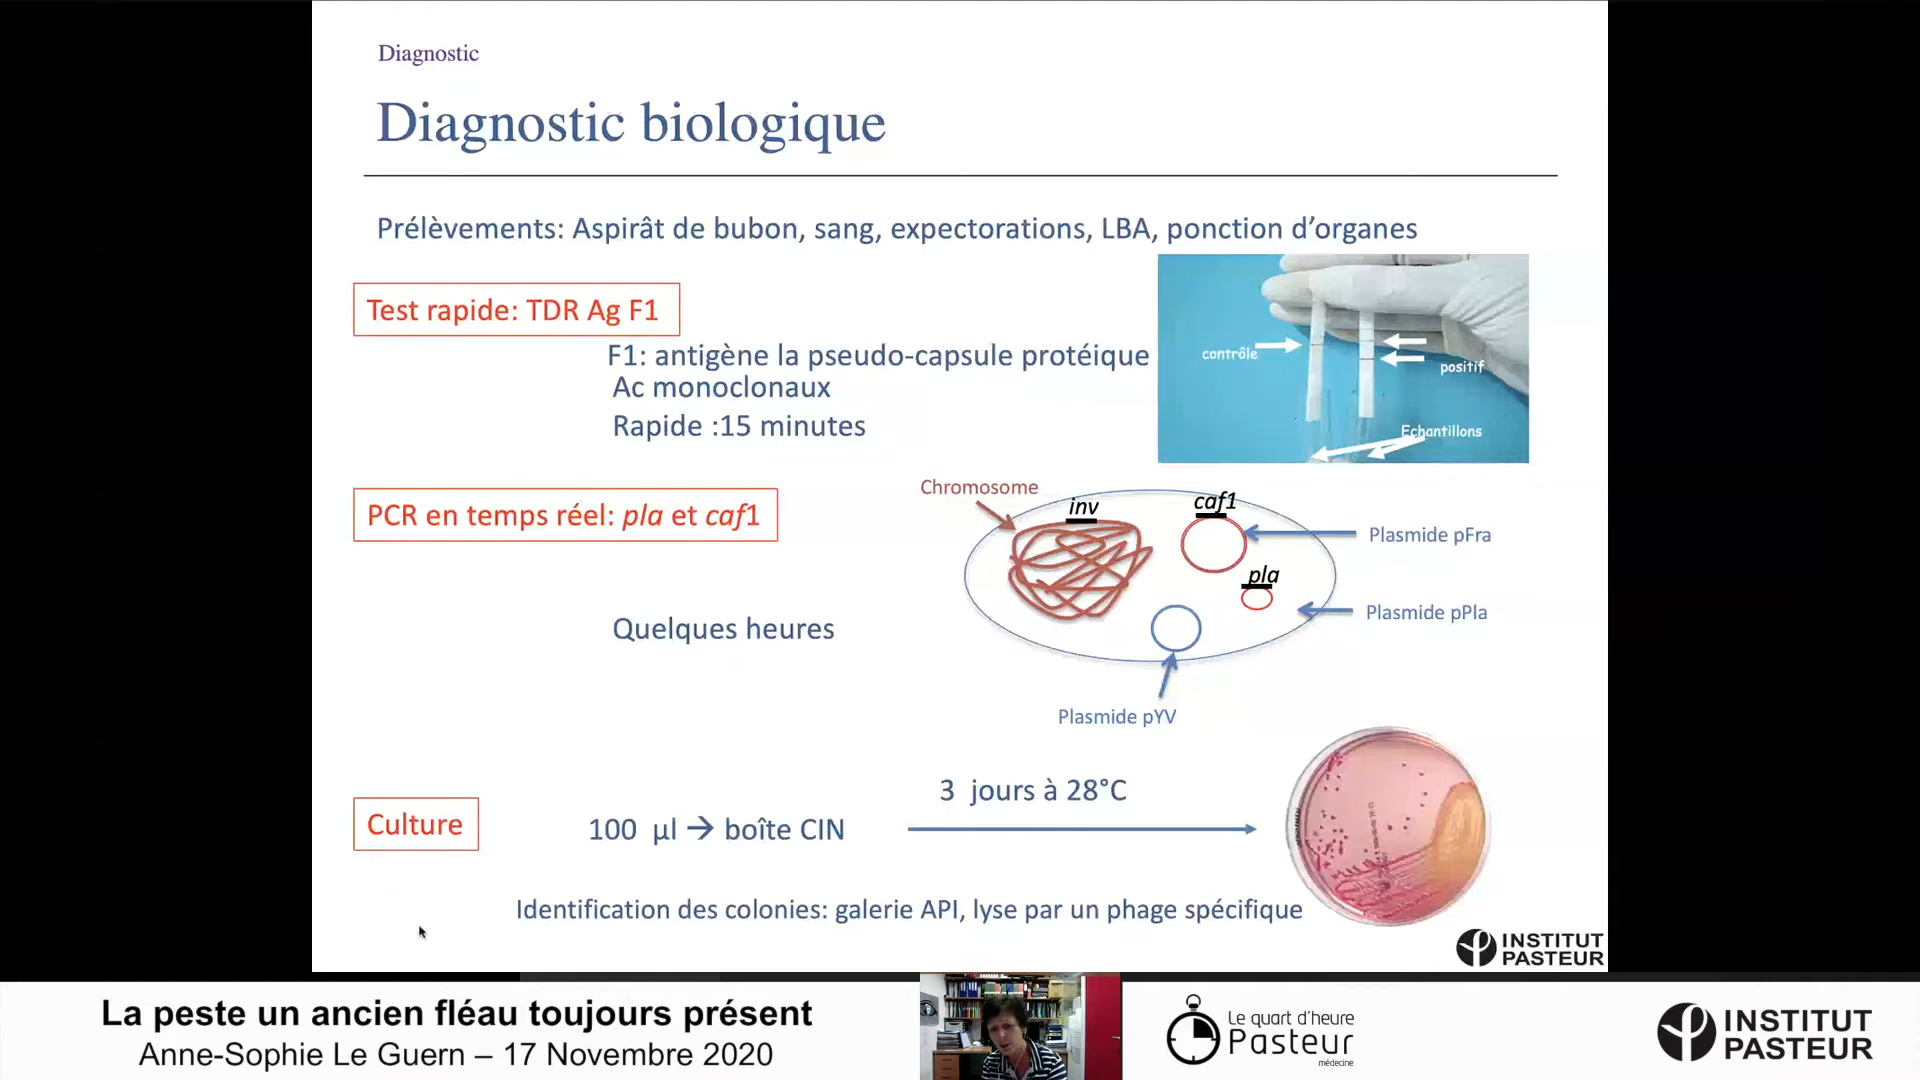 Diagnostic
Diagnostic biologique
Prélèvements: Aspirât de bubon, sang, expectorations, LBA, ponction d’organes
Test rapide: TDR Ag F1
F1: antigène la pseudo-capsule protéique
Ac monoclonaux
Rapide :15 minutes
contrôle
positif
Echantillons
PCR en temps réel: pla et caf1
Quelques heures
Chromosome
inv
caf1
Plasmide pFra
pla
Plasmide pPla
Plasmide pYV
Culture
100 µl → boîte CIN
3 jours à 28°C
Identification des colonies: galerie API, lyse par un phage spécifique
INSTITUT
PASTEUR
La peste un ancien fléau toujours présent
Anne-Sophie Le Guern – 17 Novembre 2020
Le quart d’heure
Pasteur
médecine
INSTITUT
PASTEUR